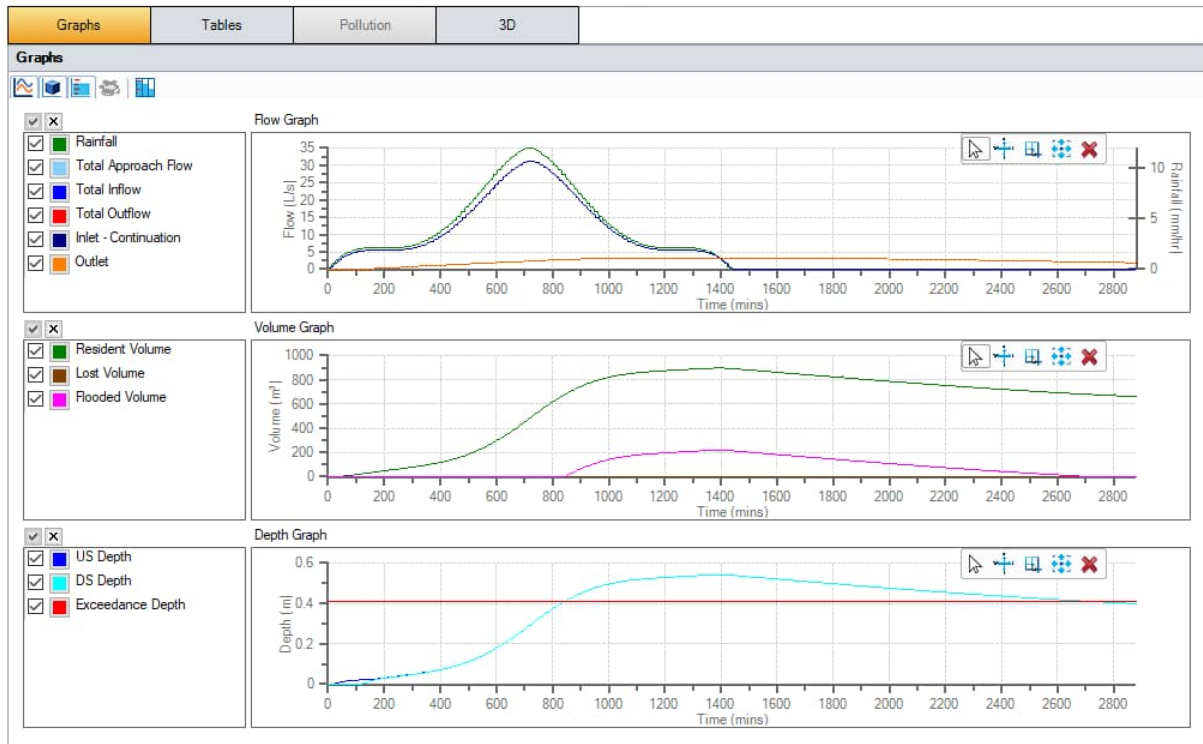 Graphs Tables Pollution 3D
Graphs
Flow Graph
Rainfall
Total Approach Flow
Total Inflow
Total Outflow
Inlet - Continuation
Outlet
Flow (L/s)
35
30
25
20
15
10
5
0
10
5
0
Rainfall (mm/hr)
0 200 400 600 800 1000 1200 1400 1600 1800 2000 2200 2400 2600 2800
Time (mins)
Volume Graph
Resident Volume
Lost Volume
Flooded Volume
Volume (m³)
1000
800
600
400
200
0
0 200 400 600 800 1000 1200 1400 1600 1800 2000 2200 2400 2600 2800
Time (mins)
Depth Graph
US Depth
DS Depth
Exceedance Depth
Depth (m)
0.6
0.4
0.2
0
0 200 400 600 800 1000 1200 1400 1600 1800 2000 2200 2400 2600 2800
Time (mins)